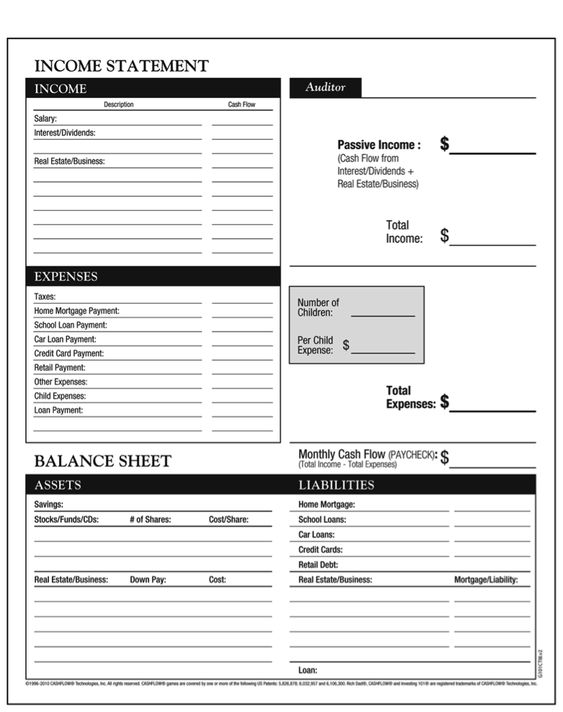 INCOME STATEMENT
INCOME
Description Cash Flow
Salary:
Interest/Dividends:
Real Estate/Business:
Auditor
Passive Income : $
(Cash Flow from
Interest/Dividends +
Real Estate/Business)
Total
Income: $
EXPENSES
Taxes:
Home Mortgage Payment:
School Loan Payment:
Car Loan Payment:
Credit Card Payment:
Retail Payment:
Other Expenses:
Child Expenses:
Loan Payment:
Number of
Children:
Per Child
Expense: $
Total
Expenses: $
Monthly Cash Flow (PAYCHECK): $
(Total Income - Total Expenses)
BALANCE SHEET
ASSETS
Savings:
Stocks/Funds/CDs: # of Shares: Cost/Share:
Real Estate/Business: Down Pay: Cost:
LIABILITIES
Home Mortgage:
School Loans:
Car Loans:
Credit Cards:
Retail Debt:
Real Estate/Business: Mortgage/Liability:
Loan:
©1996-2010 CASHFLOW® Technologies, Inc. All rights reserved. CASHFLOW® games are covered by one or more of the following US Patents: 5,826,878; 6,032,957 and 6,106,300. Rich Dad®, CASHFLOW® and Investing 101® are registered trademarks of CASHFLOW® Technologies, Inc.